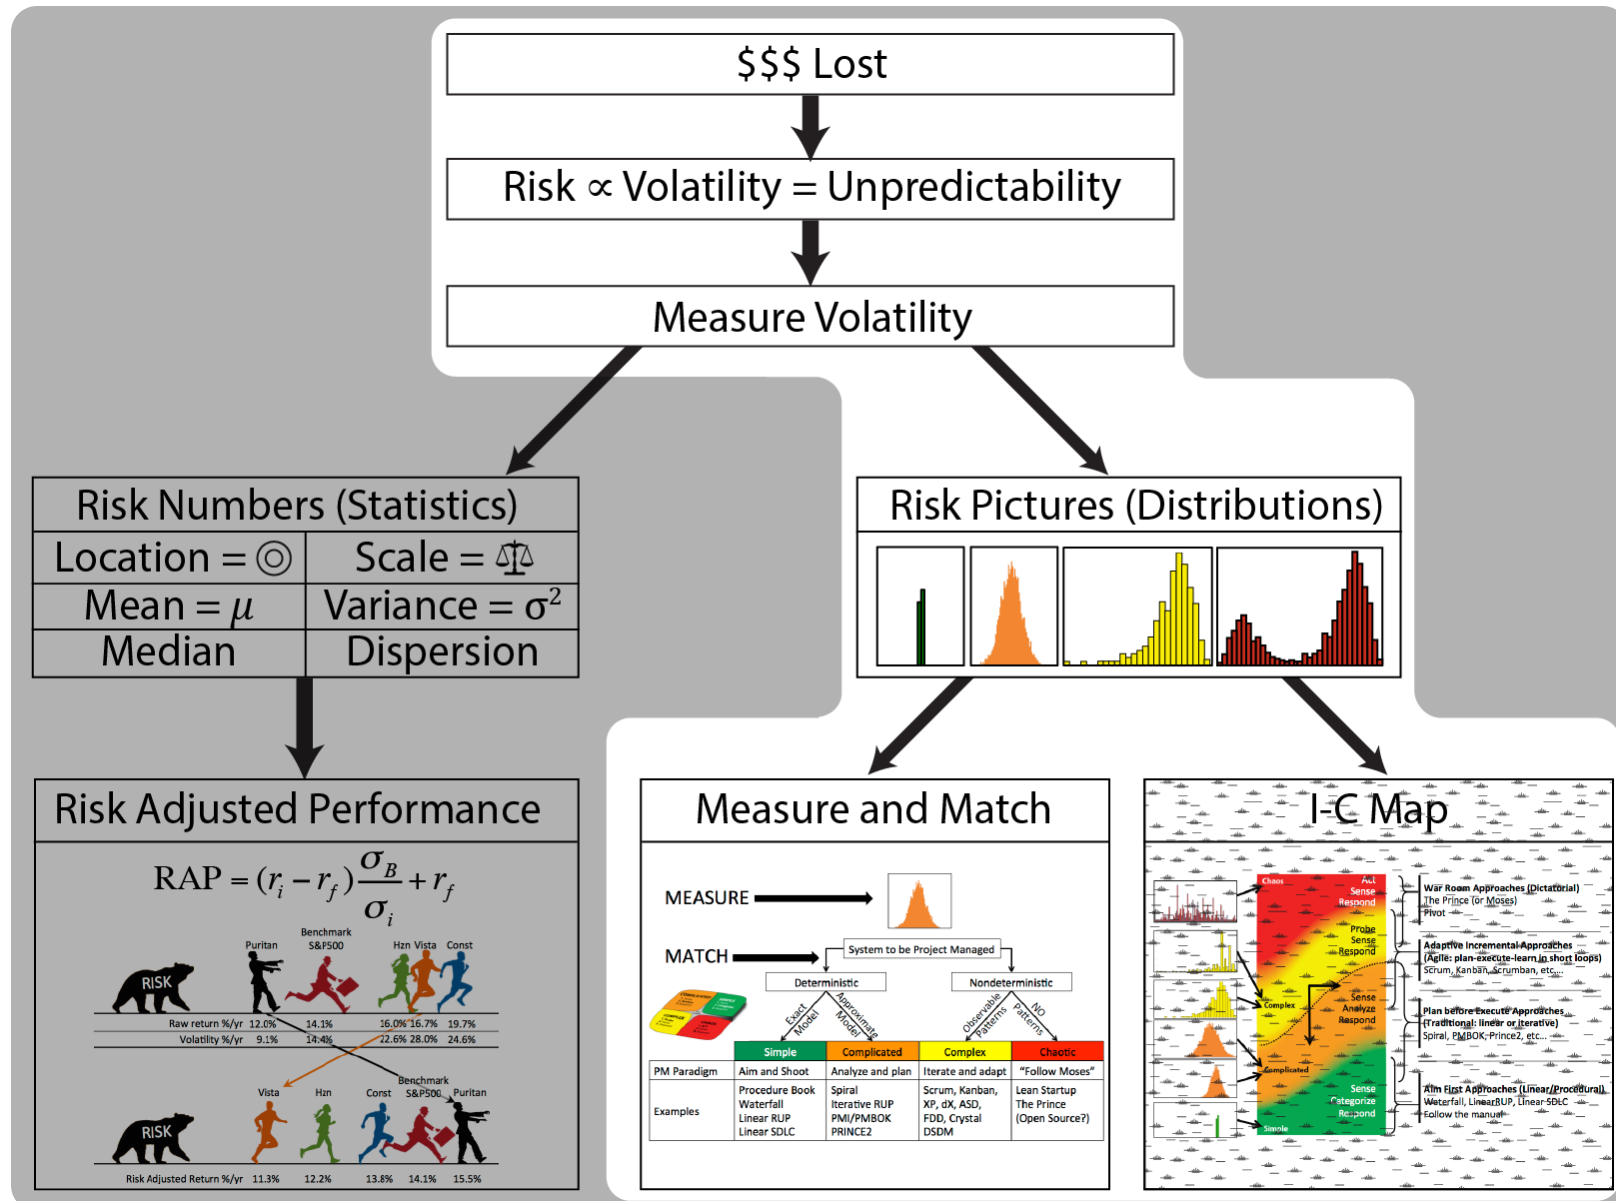 $$$ Lost
Risk ∝ Volatility = Unpredictability
Measure Volatility
Risk Numbers (Statistics)
Location = ◎ Scale = ⚖
Mean = μ Variance = σ²
Median Dispersion
Risk Pictures (Distributions)
Risk Adjusted Performance
RAP = (rᵢ − r_f) σ_B/σᵢ + r_f
Puritan Benchmark S&P500 Hzn Vista Const
RISK
Raw return %/yr 12.0% 14.1% 16.0% 16.7% 19.7%
Volatility %/yr 9.1% 14.4% 22.6% 28.0% 24.6%
Vista Hzn Const Benchmark S&P500 Puritan
RISK
Risk Adjusted Return %/yr 11.3% 12.2% 13.8% 14.1% 15.5%
Measure and Match
MEASURE
MATCH
System to be Project Managed
Deterministic Nondeterministic
Exact Model
Approximate Model
Observable Patterns
NO Patterns
Simple Complicated Complex Chaotic
PM Paradigm Aim and Shoot Analyze and plan Iterate and adapt “Follow Moses”
Examples
Procedure Book Spiral Scrum, Kanban, Lean Startup
Waterfall Iterative RUP XP, dX, ASD, The Prince
Linear RUP PMI/PMBOK FDD, Crystal (Open Source?)
Linear SDLC PRINCE2 DSDM
I-C Map
Chaos
Act
Sense
Respond
Probe
Sense
Respond
Complex
Sense
Analyze
Respond
Complicated
Sense
Categorize
Respond
Simple
War Room Approaches (Dictatorial)
The Prince (or Moses)
Pivot
Adaptive Incremental Approaches
(Agile: plan-execute-learn in short loops)
Scrum, Kanban, Scrumban, etc...
Plan before Execute Approaches
(Traditional: linear or iterative)
Spiral, PMBOK, Prince2, etc...
Aim First Approaches (Linear/Procedural)
Waterfall, LinearRUP, Linear SDLC
Follow the manual